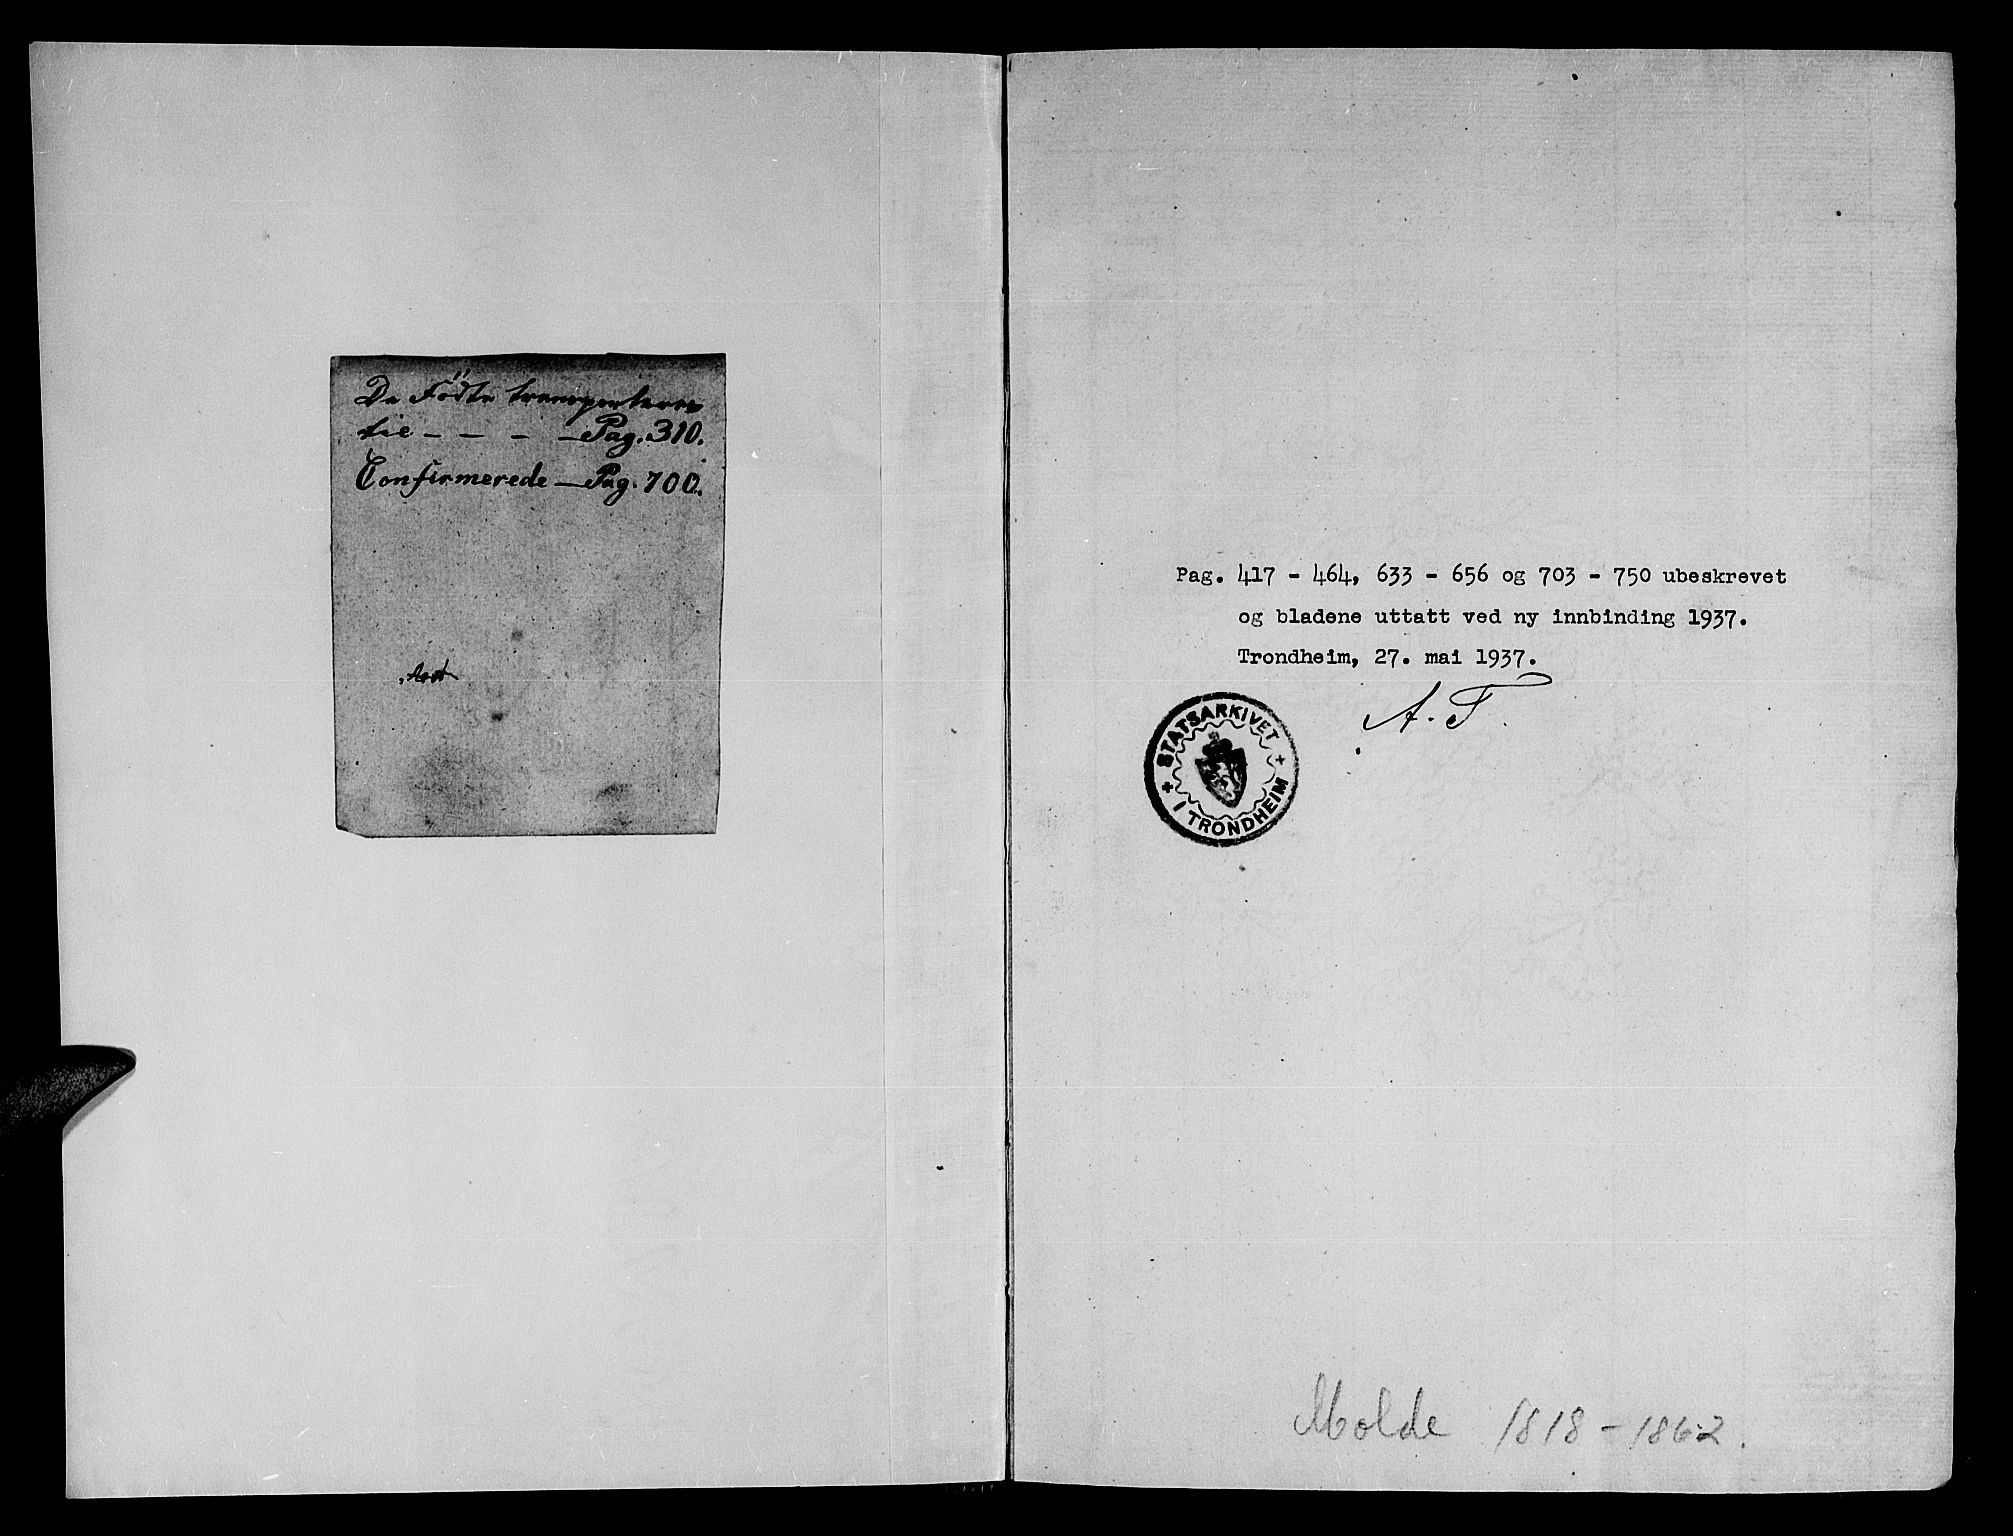 De Födte transporteres
til - - - - Pag. 310.
Confirmerede - Pag. 700.
Pag. 417 - 464, 633 - 656 og 703 - 750 ubeskrevet
og bladene uttatt ved ny innbinding 1937.
Trondheim, 27. mai 1937.
A. T.
STATSARKIVET
I TRONDHEIM
Molde 1818-1862.